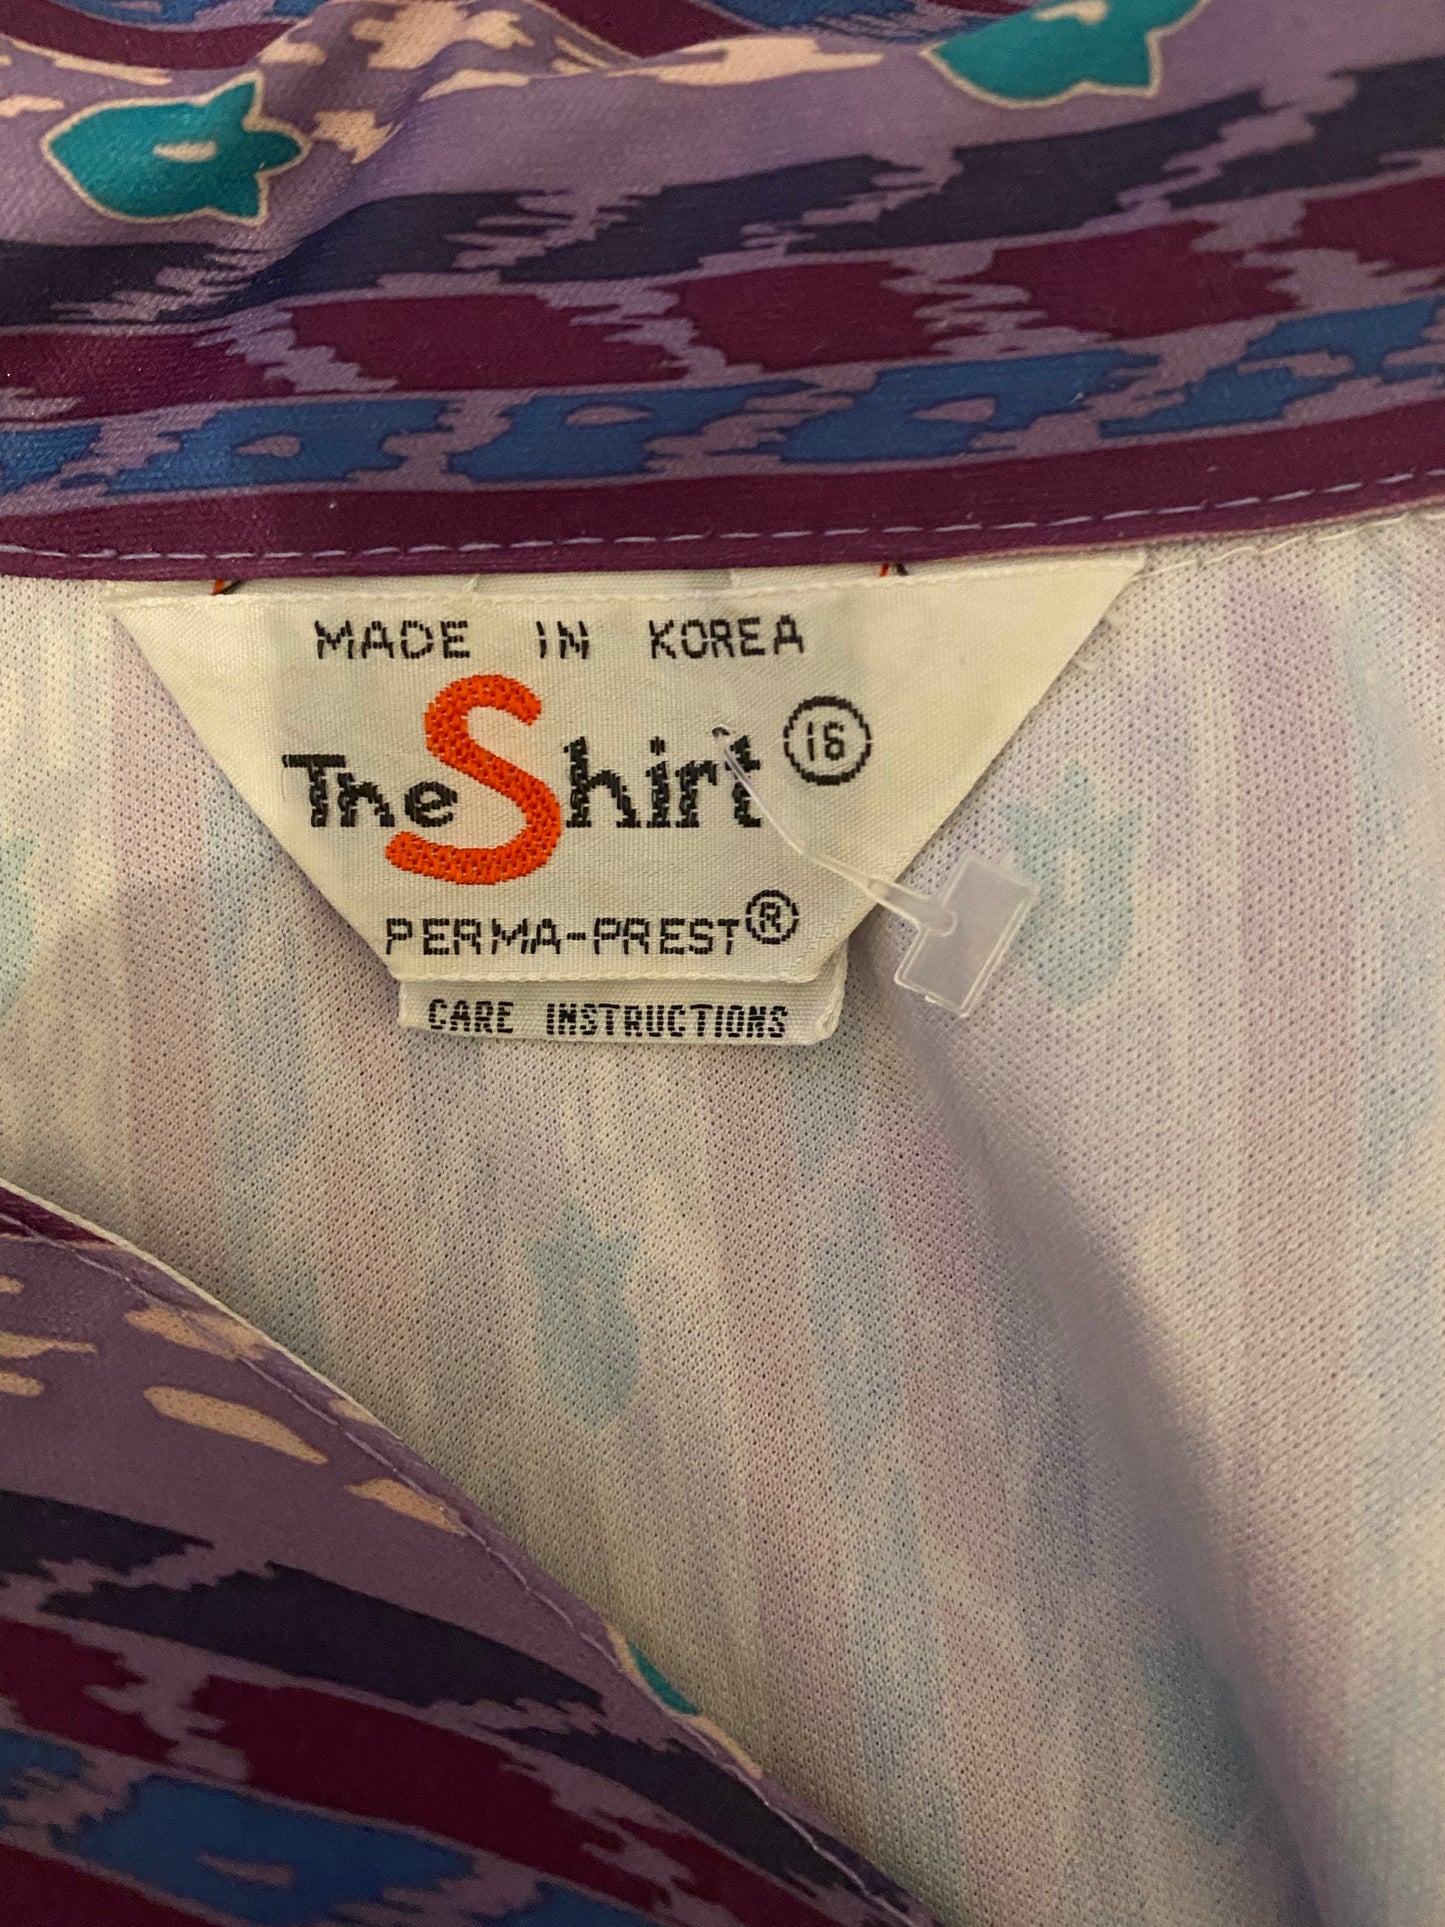 MADE IN KOREA
The Shirt 16
PERMA-PREST®
CARE INSTRUCTIONS